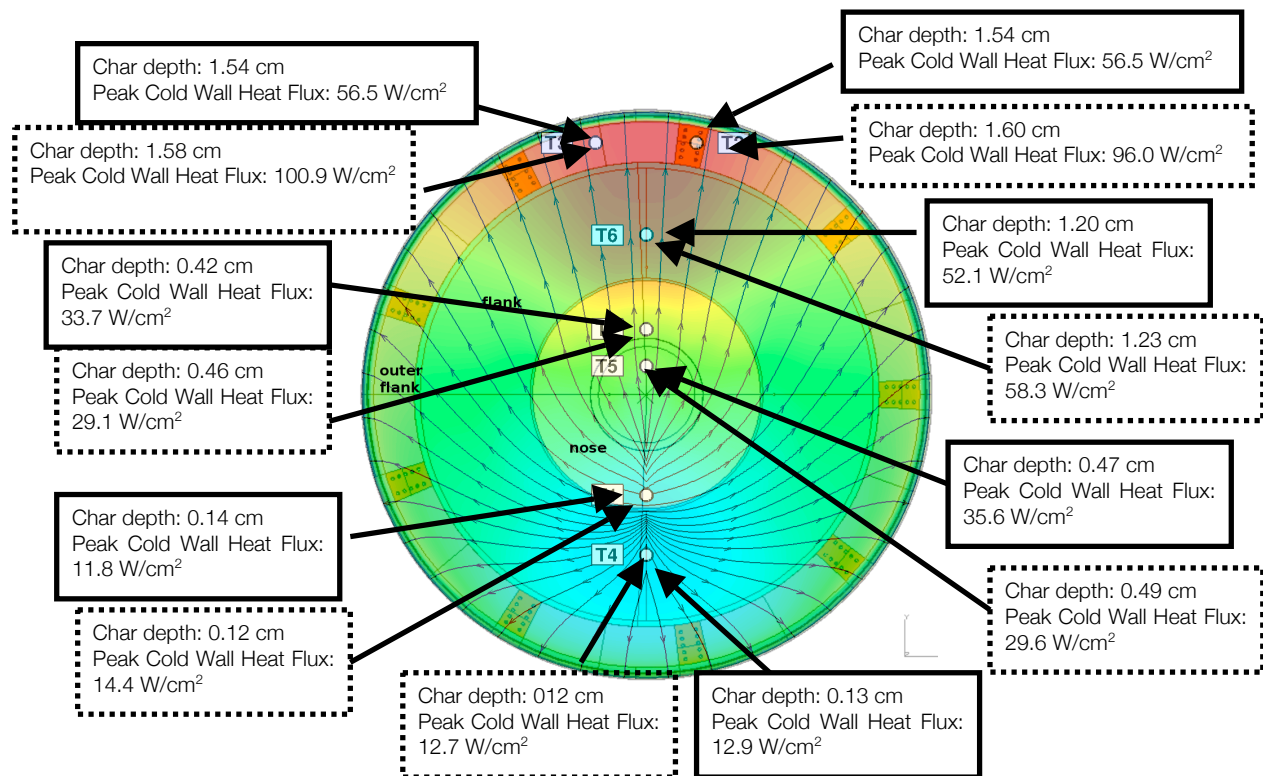 Char depth: 1.54 cm
Peak Cold Wall Heat Flux: 56.5 W/cm²
Char depth: 1.54 cm
Peak Cold Wall Heat Flux: 56.5 W/cm²
Char depth: 1.58 cm
Peak Cold Wall Heat Flux: 100.9 W/cm²
Char depth: 1.60 cm
Peak Cold Wall Heat Flux: 96.0 W/cm²
T6
Char depth: 1.20 cm
Peak Cold Wall Heat Flux:
52.1 W/cm²
Char depth: 0.42 cm
Peak Cold Wall Heat Flux:
33.7 W/cm²
flank
Char depth: 1.23 cm
Peak Cold Wall Heat Flux:
58.3 W/cm²
Char depth: 0.46 cm
Peak Cold Wall Heat Flux:
29.1 W/cm²
T5
outer
flank
nose
Char depth: 0.47 cm
Peak Cold Wall Heat Flux:
35.6 W/cm²
Char depth: 0.14 cm
Peak Cold Wall Heat Flux:
11.8 W/cm²
T4
Char depth: 0.49 cm
Peak Cold Wall Heat Flux:
29.6 W/cm²
Char depth: 0.12 cm
Peak Cold Wall Heat Flux:
14.4 W/cm²
Char depth: 012 cm
Peak Cold Wall Heat Flux:
12.7 W/cm²
Char depth: 0.13 cm
Peak Cold Wall Heat Flux:
12.9 W/cm²